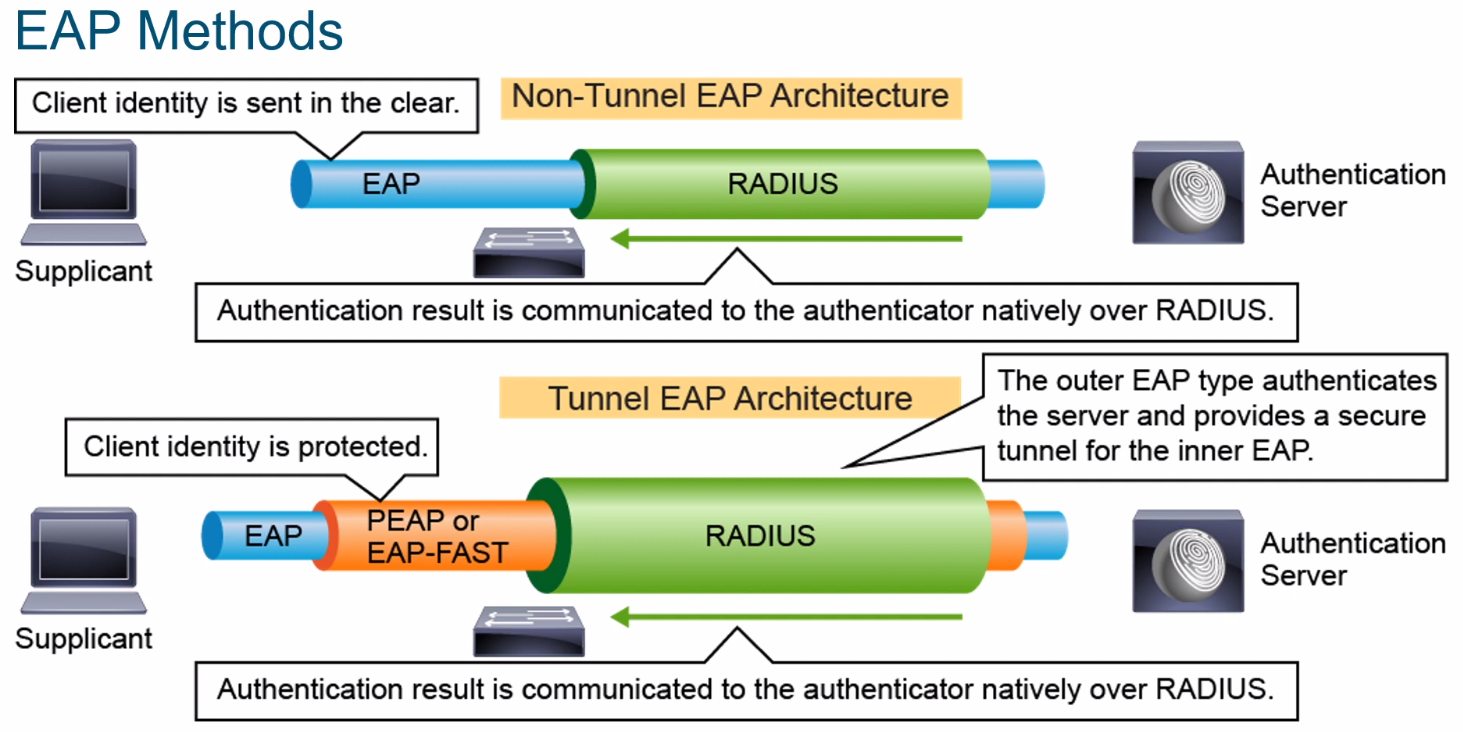 EAP Methods
Client identity is sent in the clear.
Non-Tunnel EAP Architecture
EAP
RADIUS
Authentication
Server
Supplicant
Authentication result is communicated to the authenticator natively over RADIUS.
The outer EAP type authenticates
the server and provides a secure
tunnel for the inner EAP.
Tunnel EAP Architecture
Client identity is protected.
EAP
PEAP or
EAP-FAST
RADIUS
Authentication
Server
Supplicant
Authentication result is communicated to the authenticator natively over RADIUS.